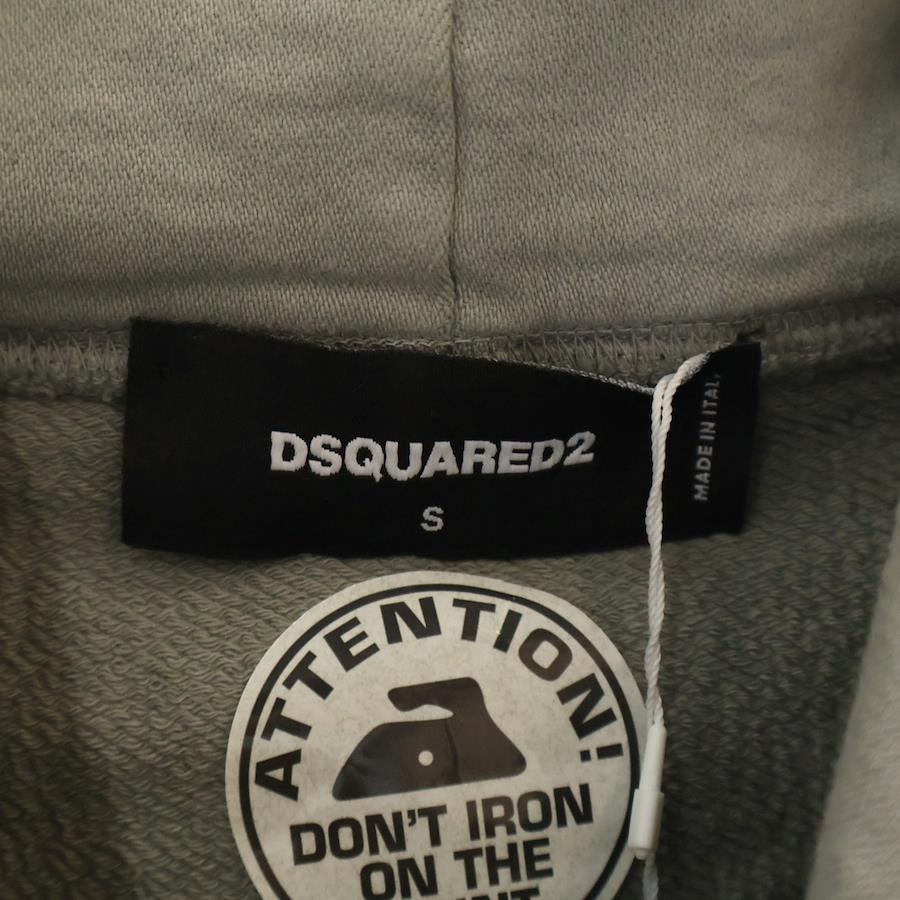 DSQUARED2
S
MADE IN ITALY
ATTENTION!
DON'T IRON
ON THE